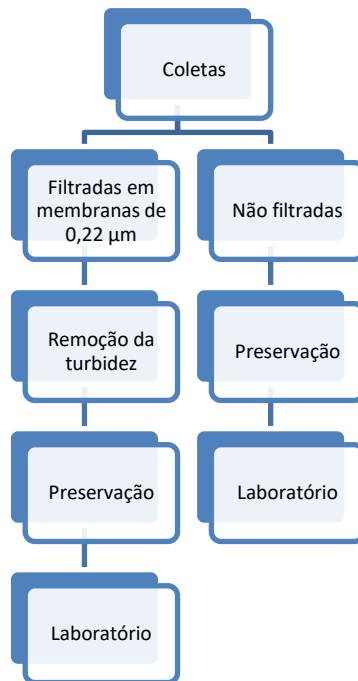 Coletas
Filtradas em
membranas de
0,22 µm
Não filtradas
Remoção da
turbidez
Preservação
Preservação
Laboratório
Laboratório